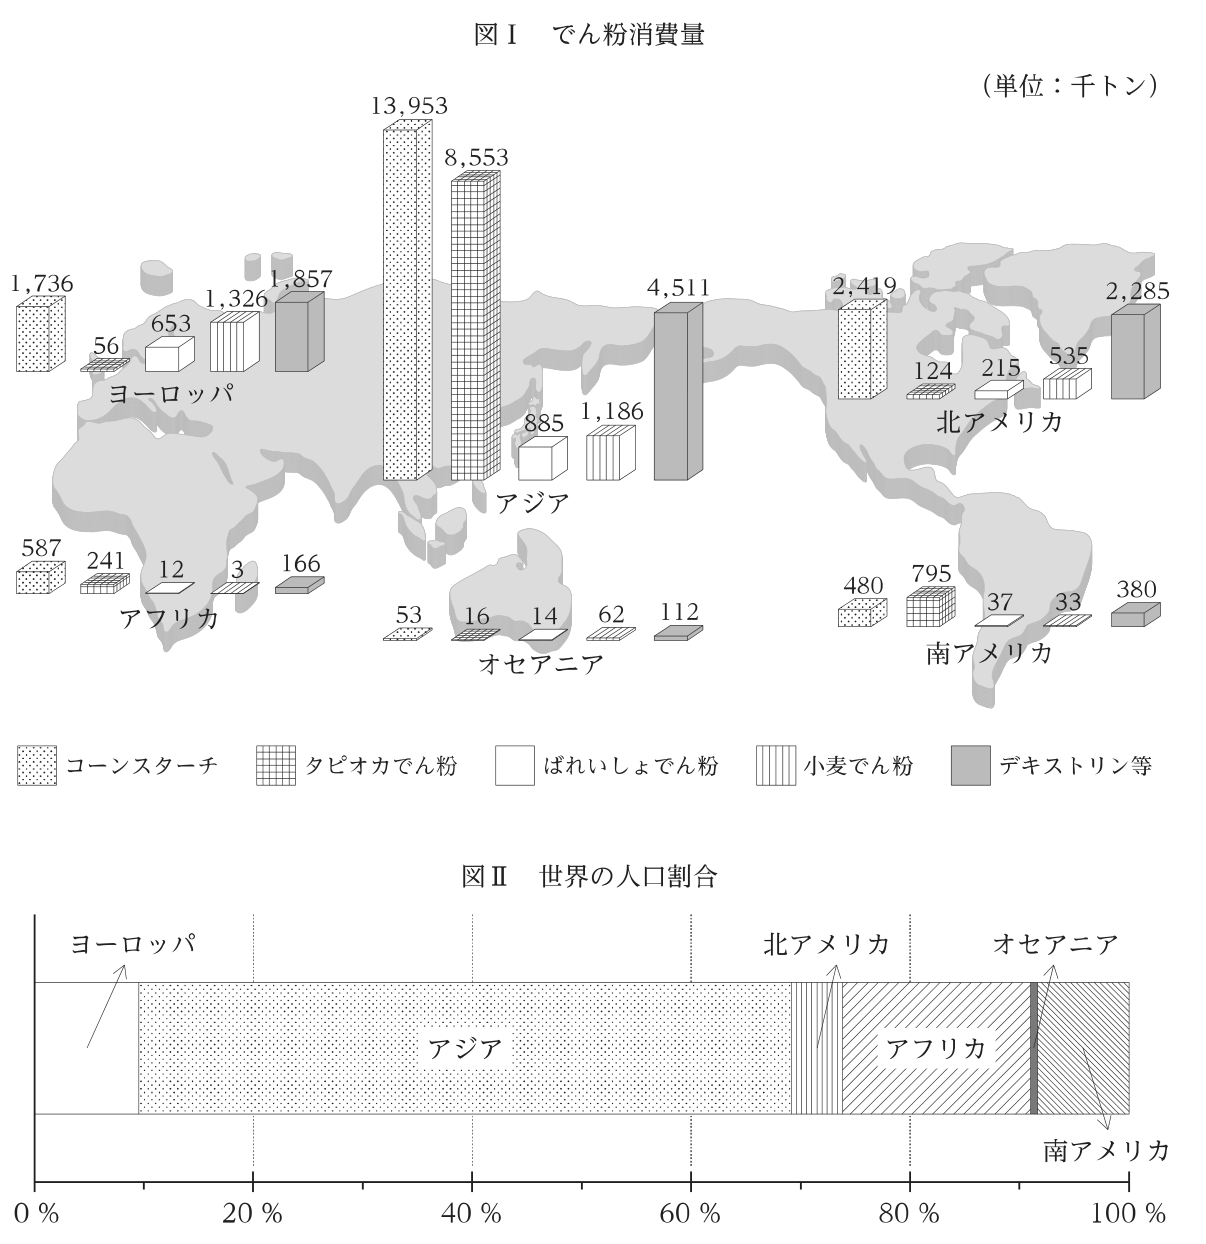 図Ⅰ　でん粉消費量
(単位：千トン)
13,953
8,553
1,736
56
653
1,326
1,857
ヨーロッパ
885
1,186
4,511
アジア
2,419
124
215
535
2,285
北アメリカ
587
241
12
3
166
アフリカ
53
16
14
62
112
オセアニア
480
795
37
33
380
南アメリカ
コーンスターチ　タピオカでん粉　ばれいしょでん粉　小麦でん粉　デキストリン等
図Ⅱ　世界の人口割合
ヨーロッパ　北アメリカ　オセアニア
アジア　アフリカ
南アメリカ
0 %　20 %　40 %　60 %　80 %　100 %